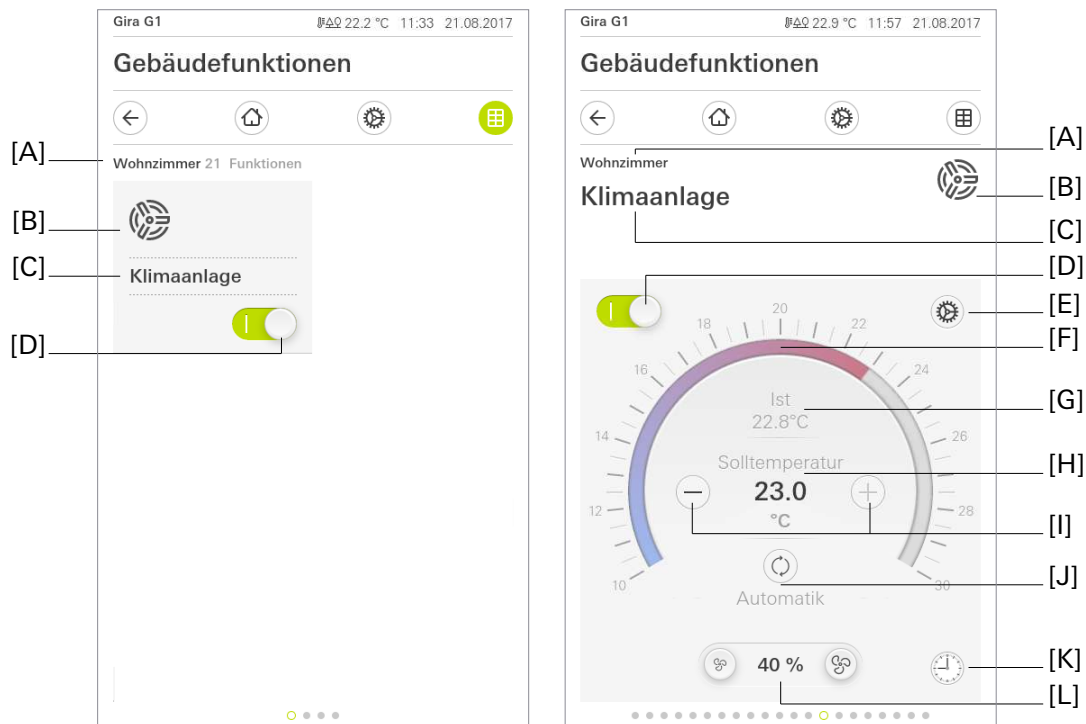 Gira G1 22.2 °C 11:33 21.08.2017
Gebäudefunktionen
[A] Wohnzimmer 21 Funktionen
[B]
[C] Klimaanlage
[D]
Gira G1 22.9 °C 11:57 21.08.2017
Gebäudefunktionen
Wohnzimmer [A]
[B]
Klimaanlage
[C]
[D]
[E]
[F]
10 12 14 16 18 20 22 24 26 28 30
Ist [G]
22.8°C
Solltemperatur [H]
23.0
°C
[I]
[J]
Automatik
[K]
40 %
[L]